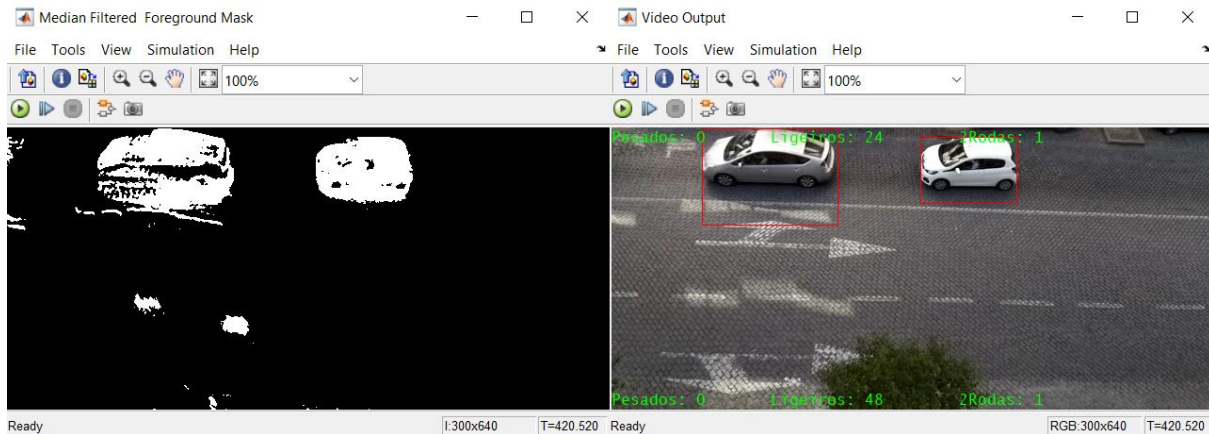 Median Filtered Foreground Mask
File Tools View Simulation Help
100%
Ready
I:300x640
T=420.520
Video Output
File Tools View Simulation Help
100%
Pesados: 0 Ligeiros: 24 2Rodas: 1
Pesados: 0 Ligeiros: 48 2Rodas: 1
Ready
RGB:300x640
T=420.520